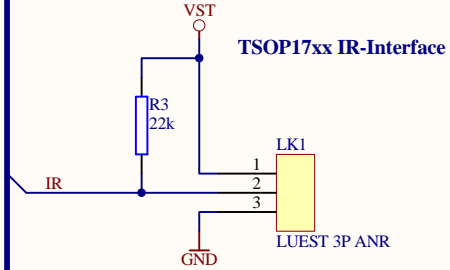 VST
TSOP17xx IR-Interface
R3
22k
LK1
1
IR
2
3
LUEST 3P ANR
GND